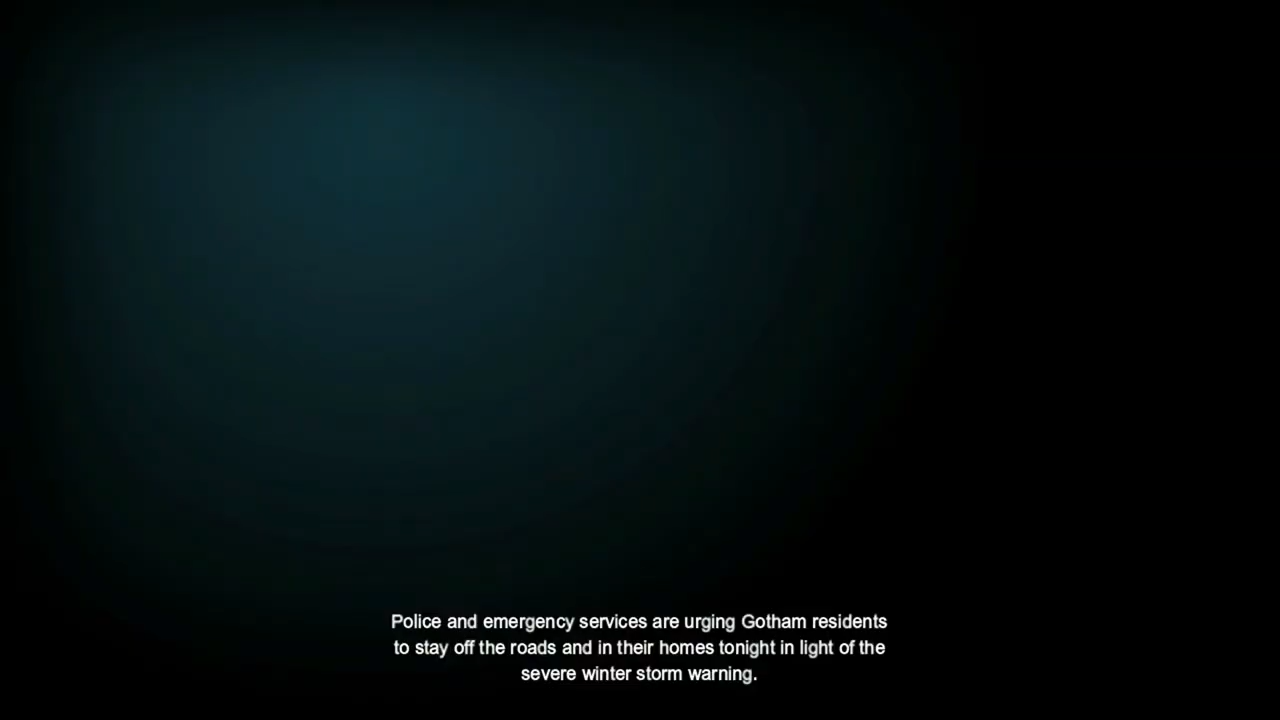 Police and emergency services are urging Gotham residents
to stay off the roads and in their homes tonight in light of the
severe winter storm warning.